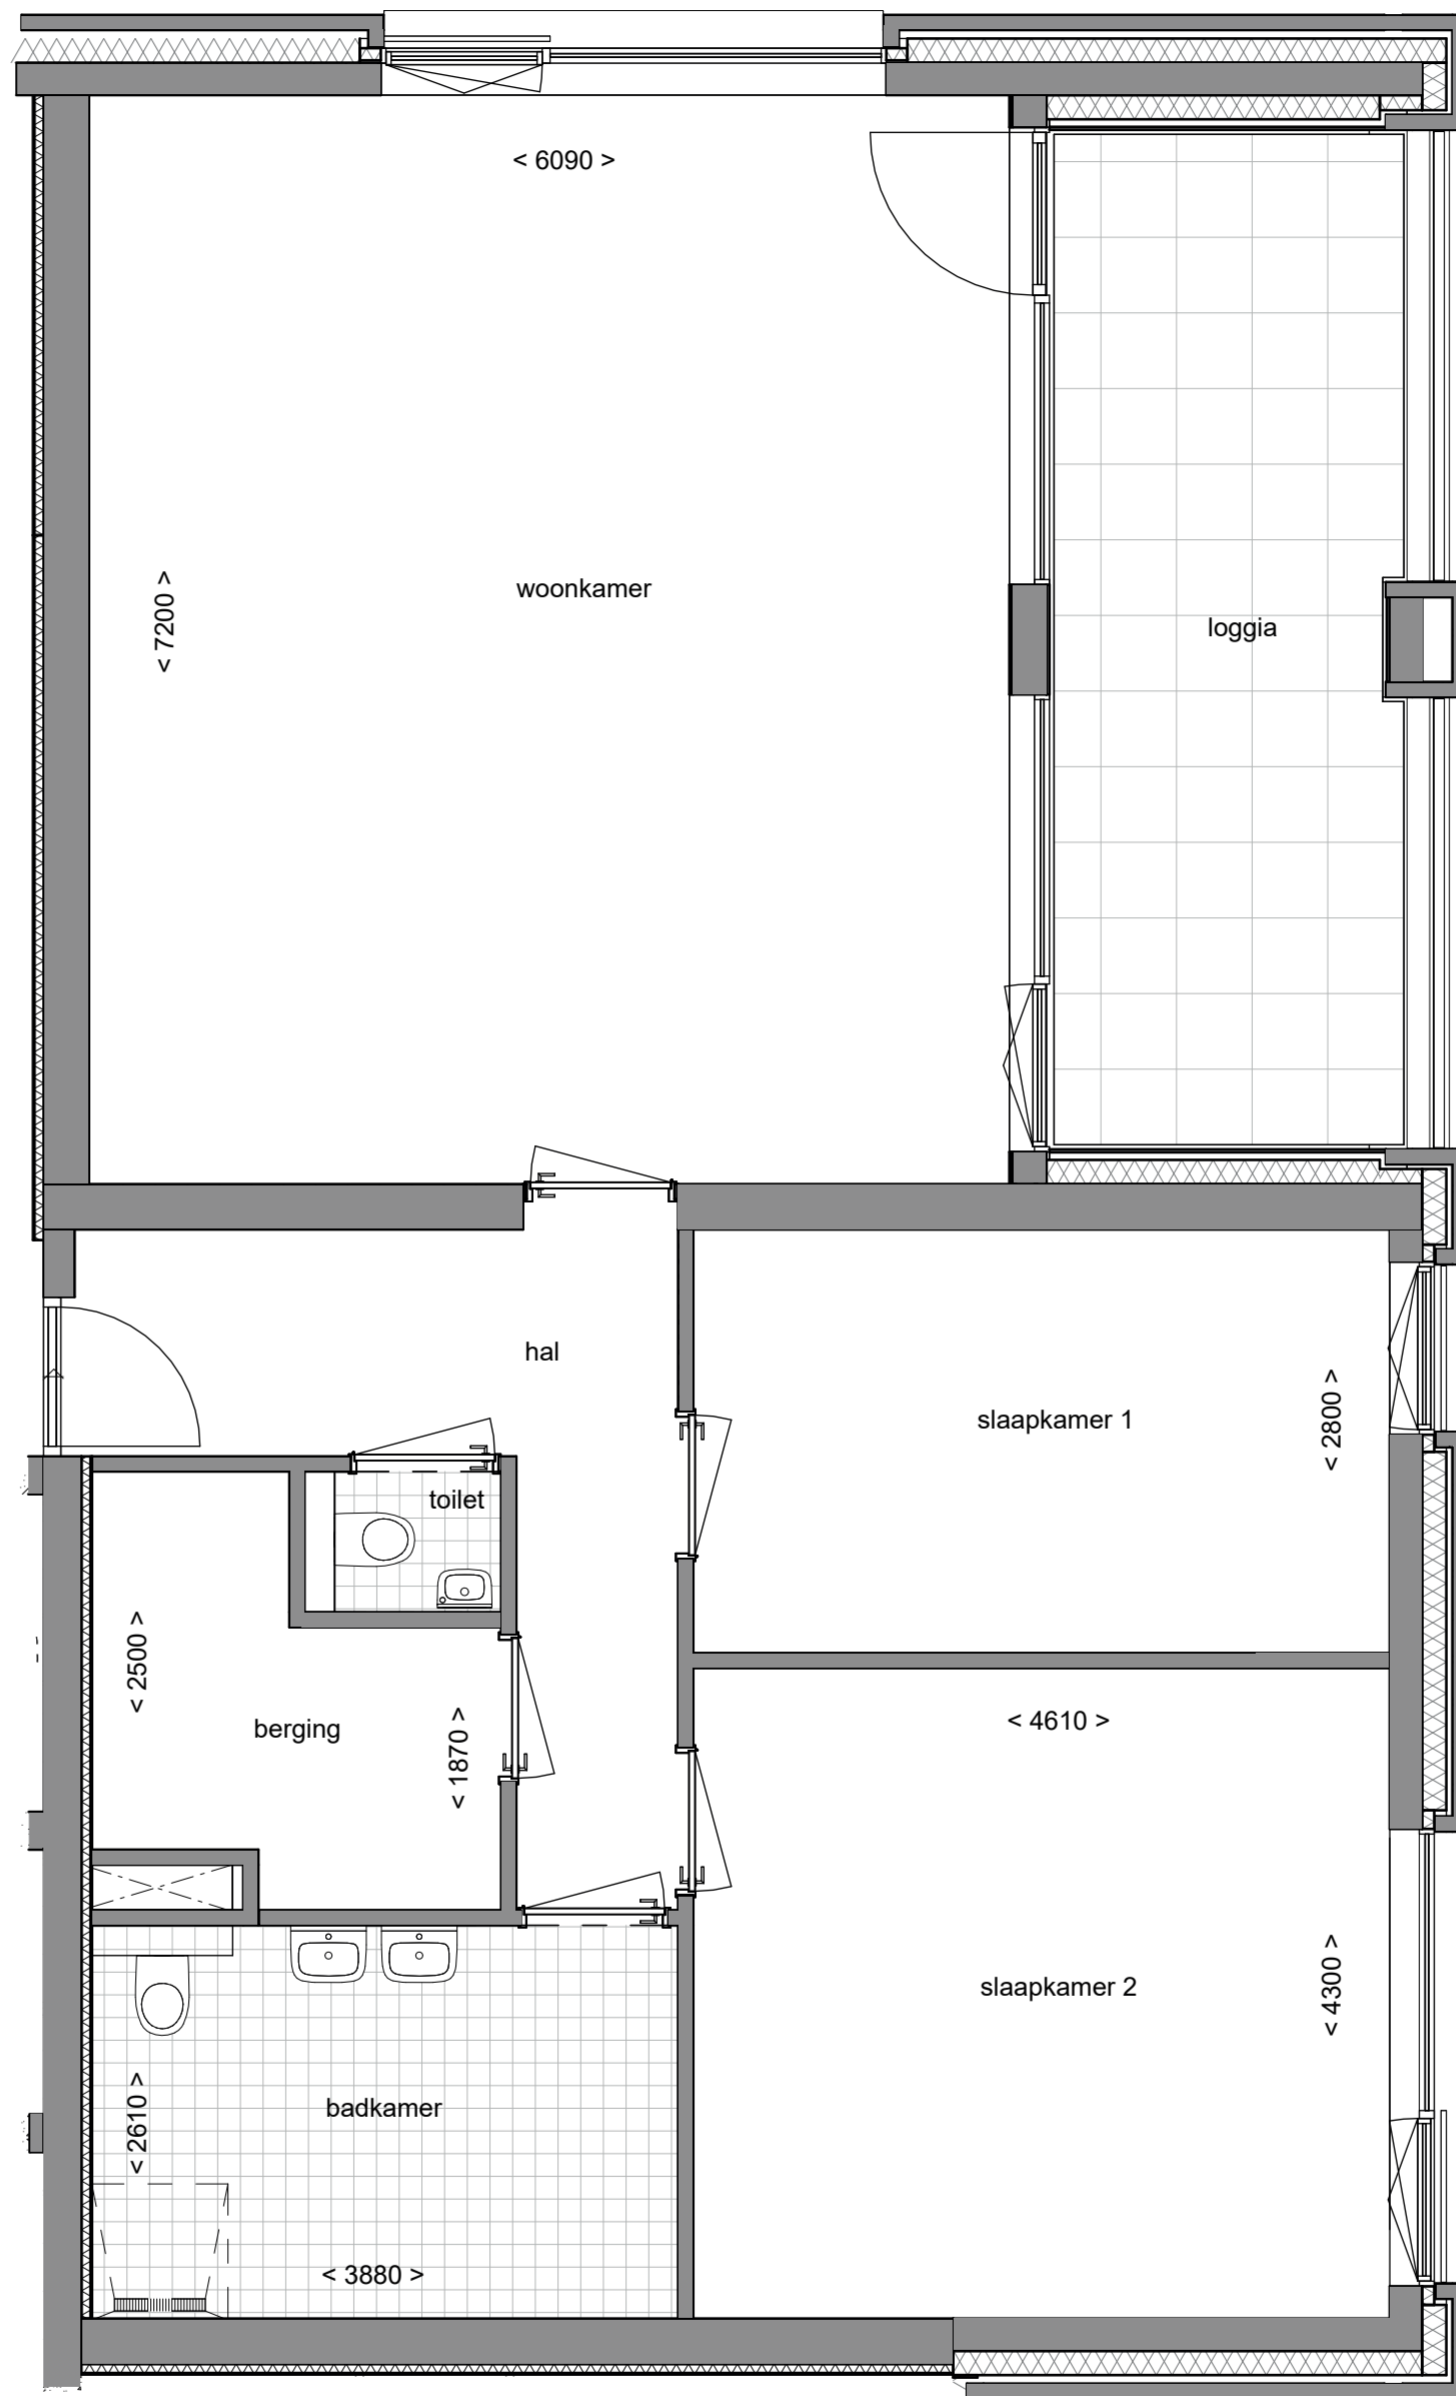 < 6090 >
woonkamer
< 7200 >
loggia
hal
slaapkamer 1
< 2800 >
toilet
< 2500 >
berging
< 1870 >
< 4610 >
slaapkamer 2
< 4300 >
badkamer
< 2610 >
< 3880 >